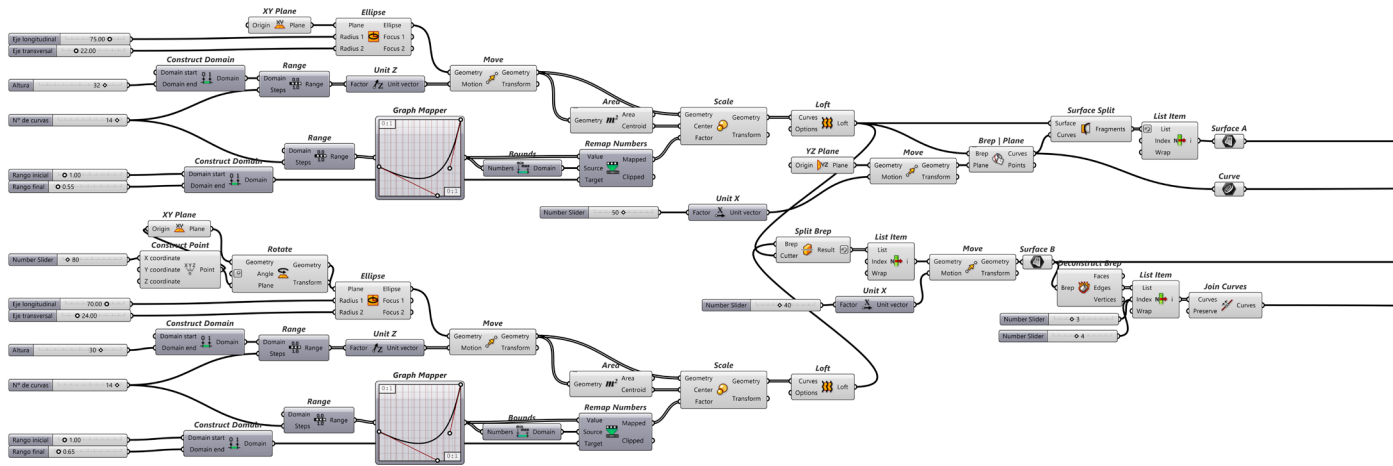 XY Plane
Origin Plane
Ellipse
Plane Ellipse
Radius 1 Focus 1
Radius 2 Focus 2
Eje longitudinal 75.00
Eje transversal 22.00
Construct Domain
Domain start Domain
Domain end
Range
Domain Range
Steps
Unit Z
Factor Unit vector
Move
Geometry Geometry
Motion Transform
Altura 32
Nº de curvas 14
Graph Mapper
0:1
0:1
Range
Domain Range
Steps
Construct Domain
Domain start Domain
Domain end
Rango inicial 1.00
Rango final 0.55
Bounds
Numbers Domain
Area
Geometry m² Area
Centroid
Remap Numbers
Value Mapped
Source
Target Clipped
Scale
Geometry Geometry
Center
Factor Transform
Loft
Curves Loft
Options
YZ Plane
YZ Plane
Move
Geometry Geometry
Motion Transform
Brep | Plane
Brep Curves
Plane Points
Surface Split
Surface Fragments
Curves
List Item
List
Index i
Wrap
Surface A
Curve
Number Slider 50
Unit X
Factor Unit vector
XY Plane
Origin Plane
Construct Point
X coordinate
Y coordinate Point
Z coordinate
Number Slider 80
Rotate
Geometry Geometry
Angle
Plane Transform
Ellipse
Plane Ellipse
Radius 1 Focus 1
Radius 2 Focus 2
Eje longitudinal 70.00
Eje transversal 24.00
Split Brep
Brep Result
Cutter
List Item
List
Index i
Wrap
Move
Geometry Geometry
Motion Transform
Surface B
Number Slider 40
Unit X
Factor Unit vector
Deconstruct Brep
Faces
Brep Edges
Vertices
List Item
List
Index i
Wrap
Join Curves
Curves Curves
Preserve
Number Slider 3
Number Slider 4
Construct Domain
Domain start Domain
Domain end
Range
Domain Range
Steps
Unit Z
Factor Unit vector
Move
Geometry Geometry
Motion Transform
Altura 30
Nº de curvas 14
Graph Mapper
0:1
0:1
Range
Domain Range
Steps
Construct Domain
Domain start Domain
Domain end
Rango inicial 1.00
Rango final 0.65
Bounds
Numbers Domain
Area
Geometry m² Area
Centroid
Remap Numbers
Value Mapped
Source
Target Clipped
Scale
Geometry Geometry
Center
Factor Transform
Loft
Curves Loft
Options